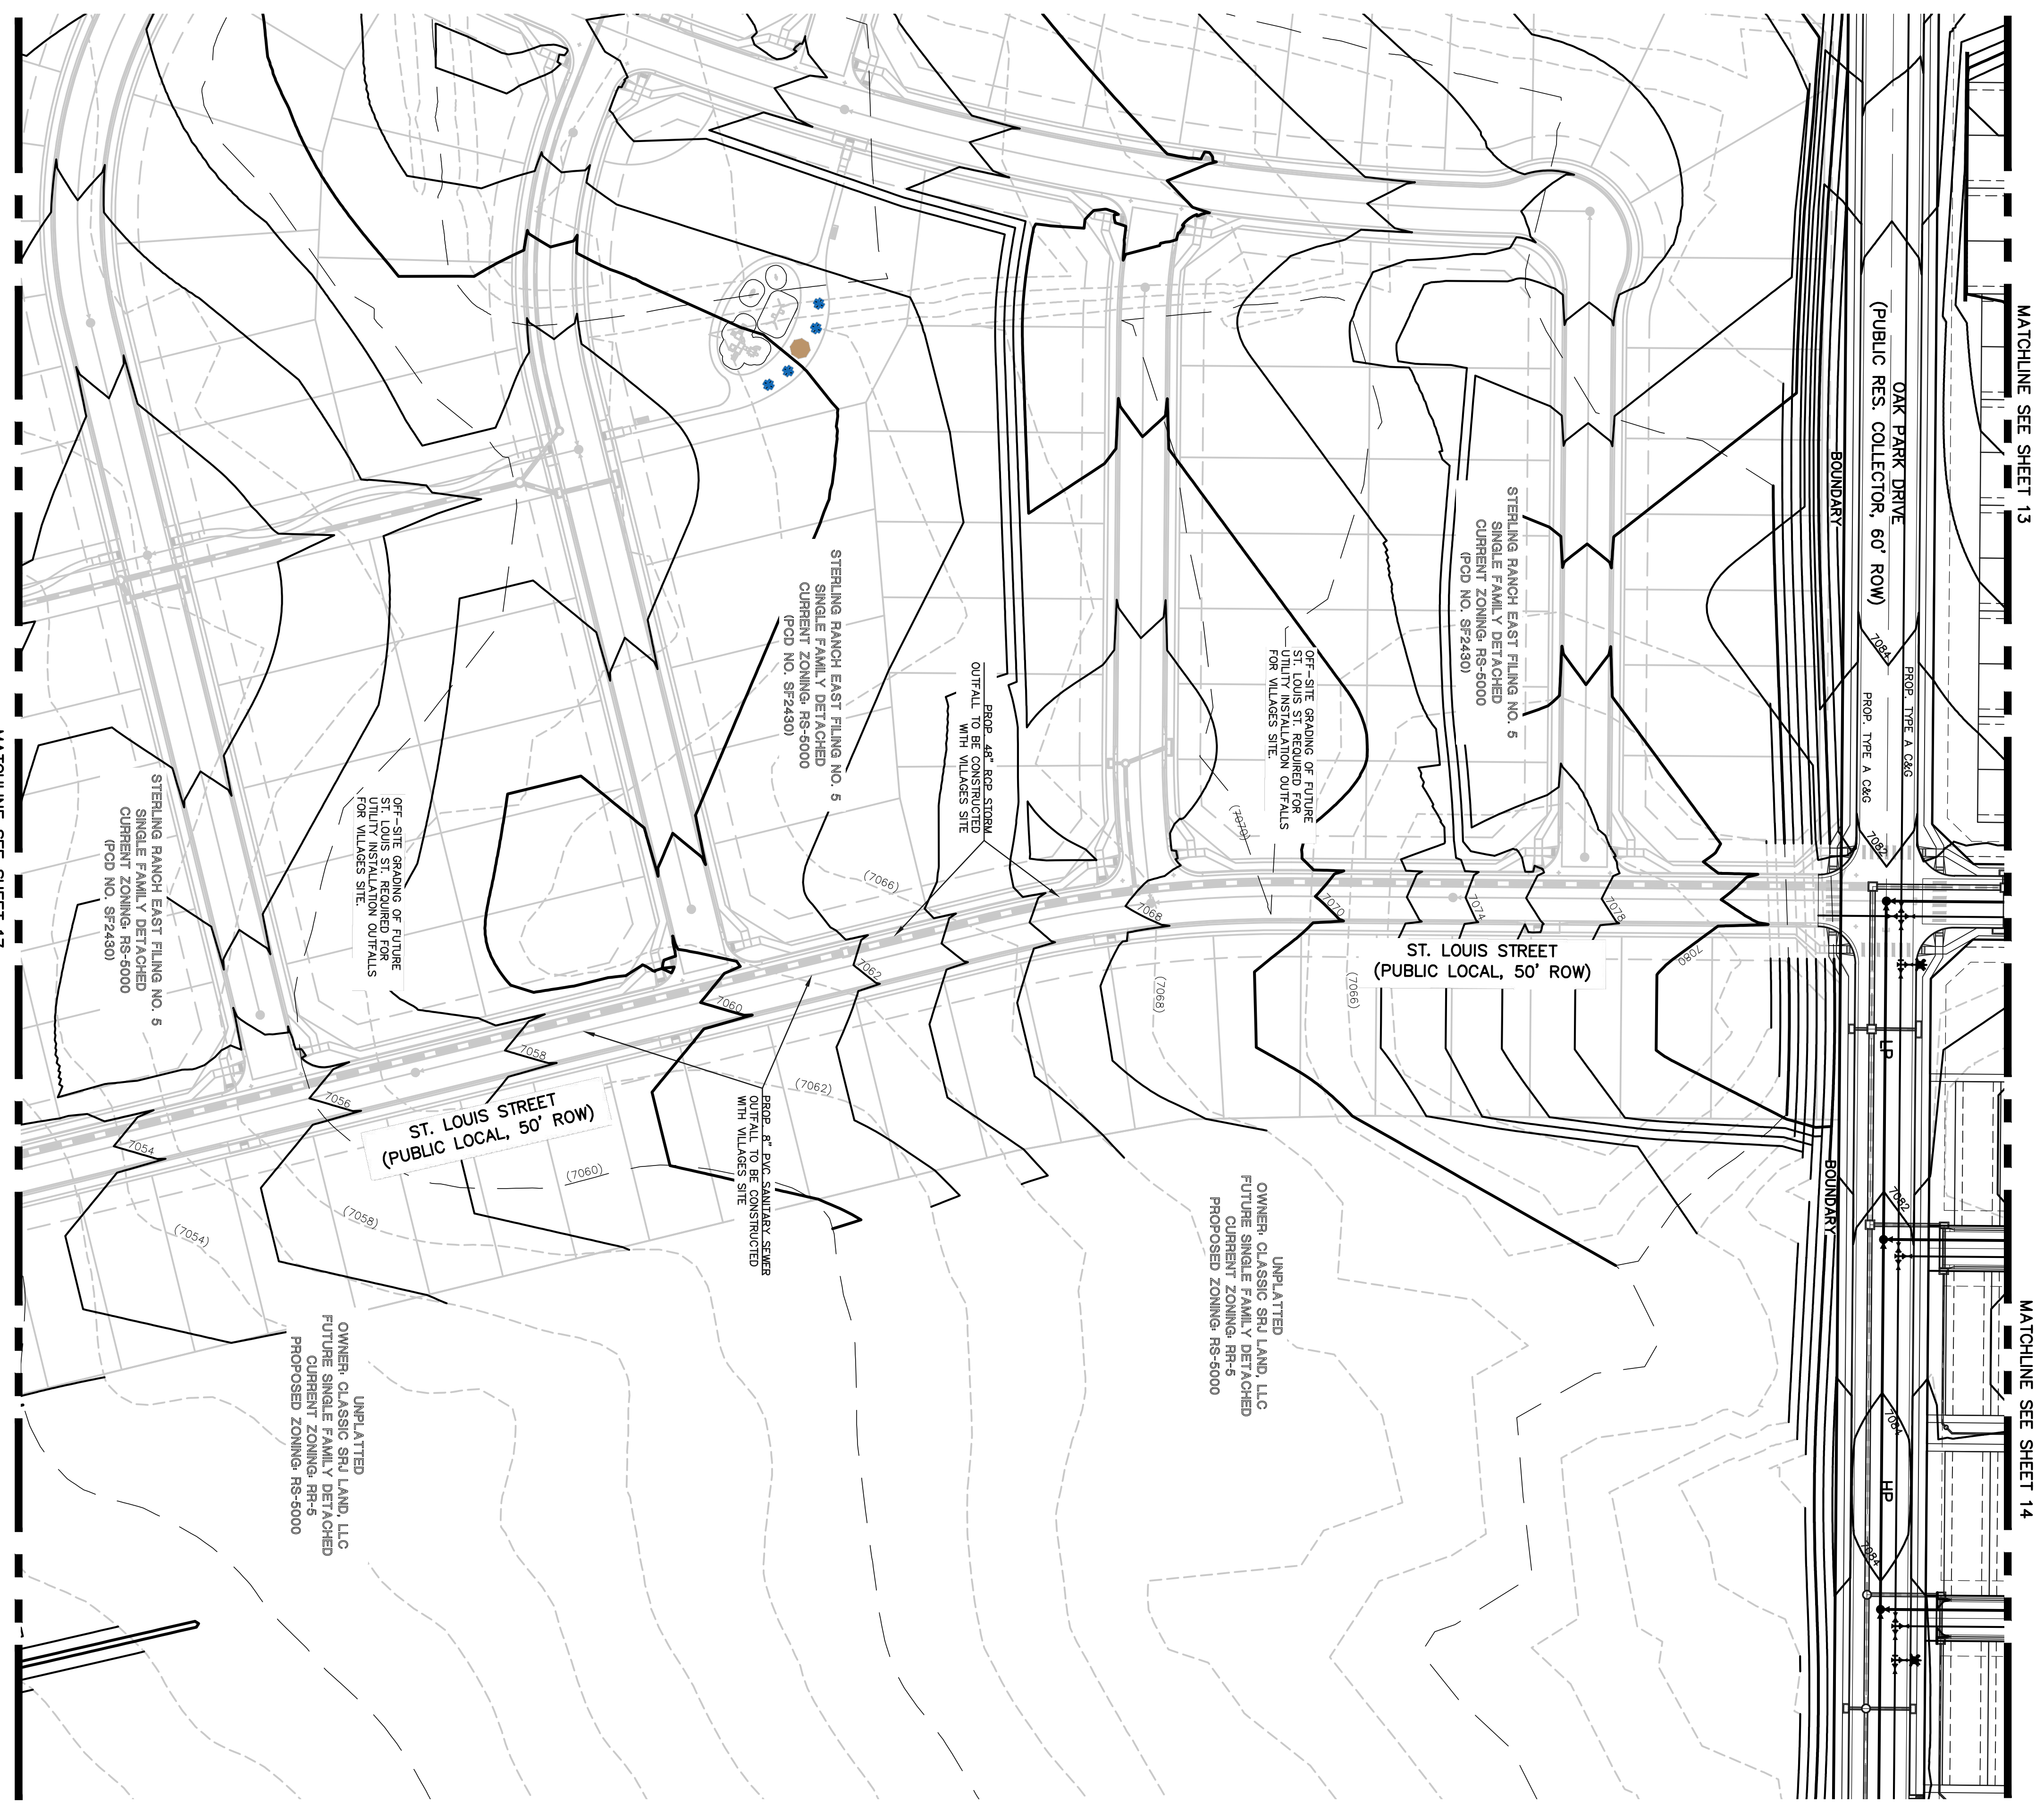 MATCHLINE SEE SHEET 13
MATCHLINE SEE SHEET 14
OAK PARK DRIVE
(PUBLIC RES. COLLECTOR, 60' ROW)
BOUNDARY
PROP. TYPE A C&G
PROP. TYPE A C&G
7084
7082
LP
7082
7084
HP
7084
BOUNDARY
STERLING RANCH EAST FILING NO. 5
SINGLE FAMILY DETACHED
CURRENT ZONING: RS-5000
(PCD NO. SF2430)
OFF-SITE GRADING OF FUTURE
ST. LOUIS ST. REQUIRED FOR
UTILITY INSTALLATION OUTFALLS
FOR VILLAGES SITE.
(7070)
7070
7074
7078
7080
ST. LOUIS STREET
(PUBLIC LOCAL, 50' ROW)
(7066)
(7068)
7068
PROP. 48" RCP STORM
OUTFALL TO BE CONSTRUCTED
WITH VILLAGES SITE
STERLING RANCH EAST FILING NO. 5
SINGLE FAMILY DETACHED
CURRENT ZONING: RS-5000
(PCD NO. SF2430)
(7066)
7062
7060
(7062)
PROP. 8" PVC SANITARY SEWER
OUTFALL TO BE CONSTRUCTED
WITH VILLAGES SITE
7058
7056
7054
ST. LOUIS STREET
(PUBLIC LOCAL, 50' ROW)
(7060)
(7058)
(7054)
OFF-SITE GRADING OF FUTURE
ST. LOUIS ST. REQUIRED FOR
UTILITY INSTALLATION OUTFALLS
FOR VILLAGES SITE.
STERLING RANCH EAST FILING NO. 5
SINGLE FAMILY DETACHED
CURRENT ZONING: RS-5000
(PCD NO. SF2430)
UNPLATTED
OWNER: CLASSIC SRJ LAND, LLC
FUTURE SINGLE FAMILY DETACHED
CURRENT ZONING: RR-5
PROPOSED ZONING: RS-5000
UNPLATTED
OWNER: CLASSIC SRJ LAND, LLC
FUTURE SINGLE FAMILY DETACHED
CURRENT ZONING: RR-5
PROPOSED ZONING: RS-5000